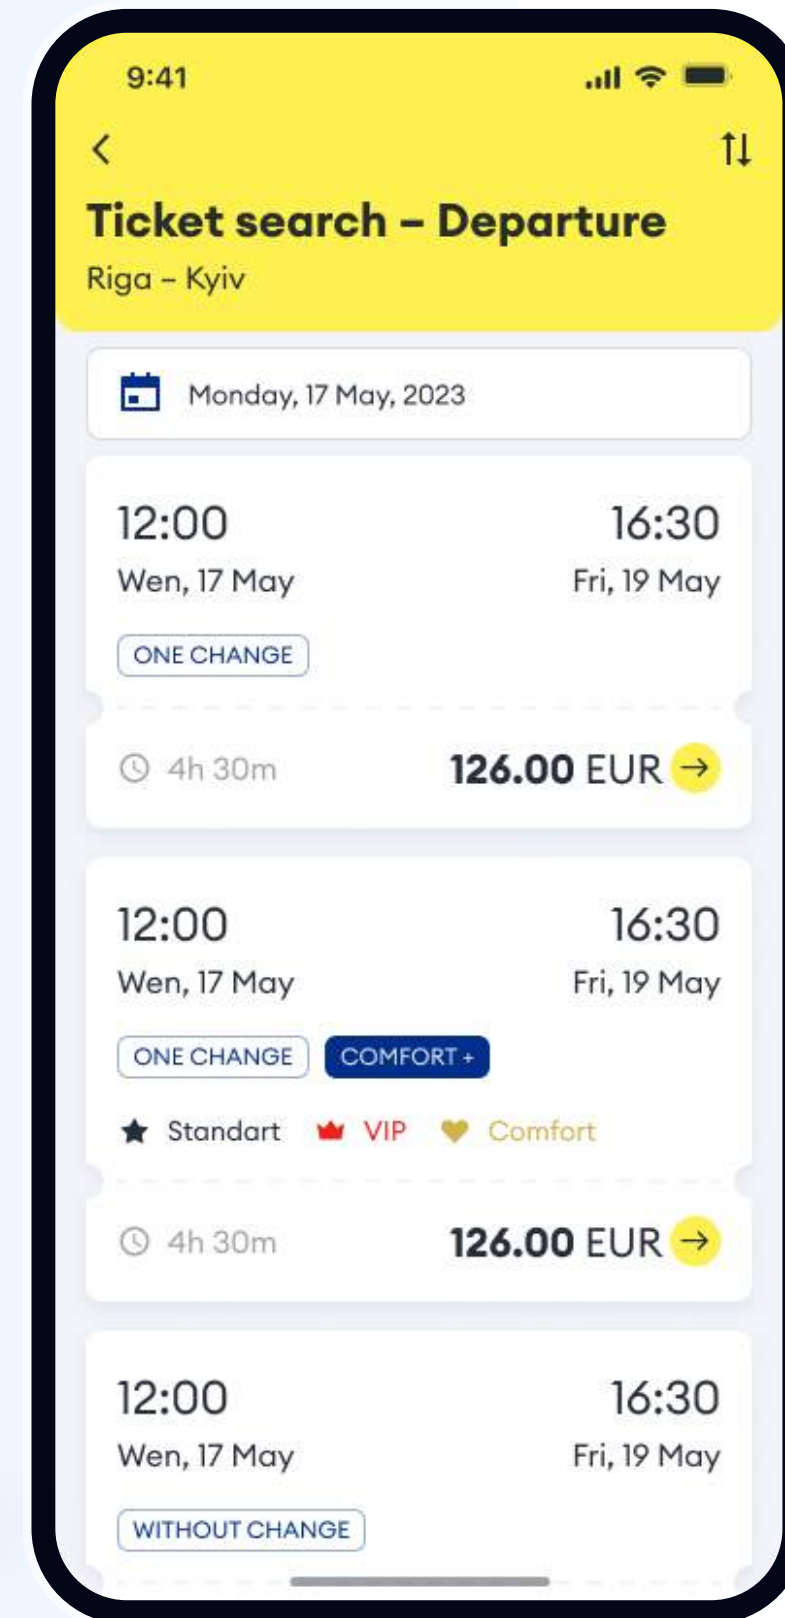 9:41
Ticket search – Departure
Riga – Kyiv
Monday, 17 May, 2023
12:00 16:30
Wen, 17 May Fri, 19 May
ONE CHANGE
4h 30m 126.00 EUR
12:00 16:30
Wen, 17 May Fri, 19 May
ONE CHANGE COMFORT +
Standart VIP Comfort
4h 30m 126.00 EUR
12:00 16:30
Wen, 17 May Fri, 19 May
WITHOUT CHANGE